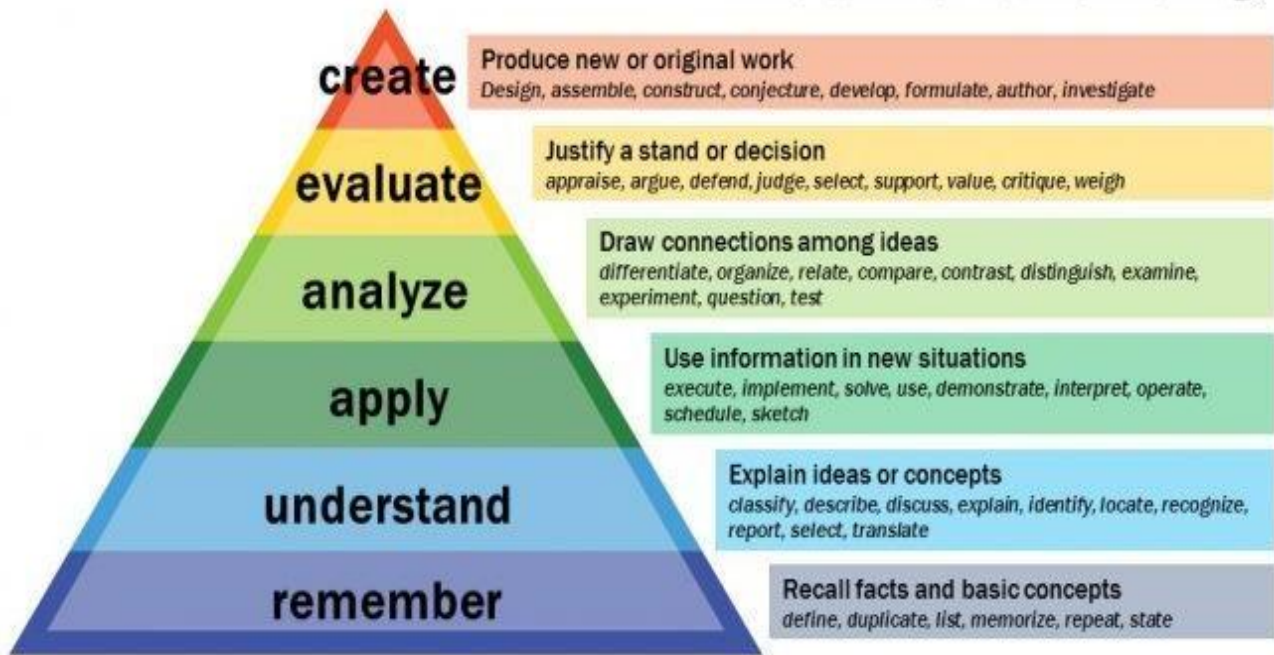 create
Produce new or original work
Design, assemble, construct, conjecture, develop, formulate, author, investigate
evaluate
Justify a stand or decision
appraise, argue, defend, judge, select, support, value, critique, weigh
analyze
Draw connections among ideas
differentiate, organize, relate, compare, contrast, distinguish, examine,
experiment, question, test
apply
Use information in new situations
execute, implement, solve, use, demonstrate, interpret, operate,
schedule, sketch
understand
Explain ideas or concepts
classify, describe, discuss, explain, identify, locate, recognize,
report, select, translate
remember
Recall facts and basic concepts
define, duplicate, list, memorize, repeat, state